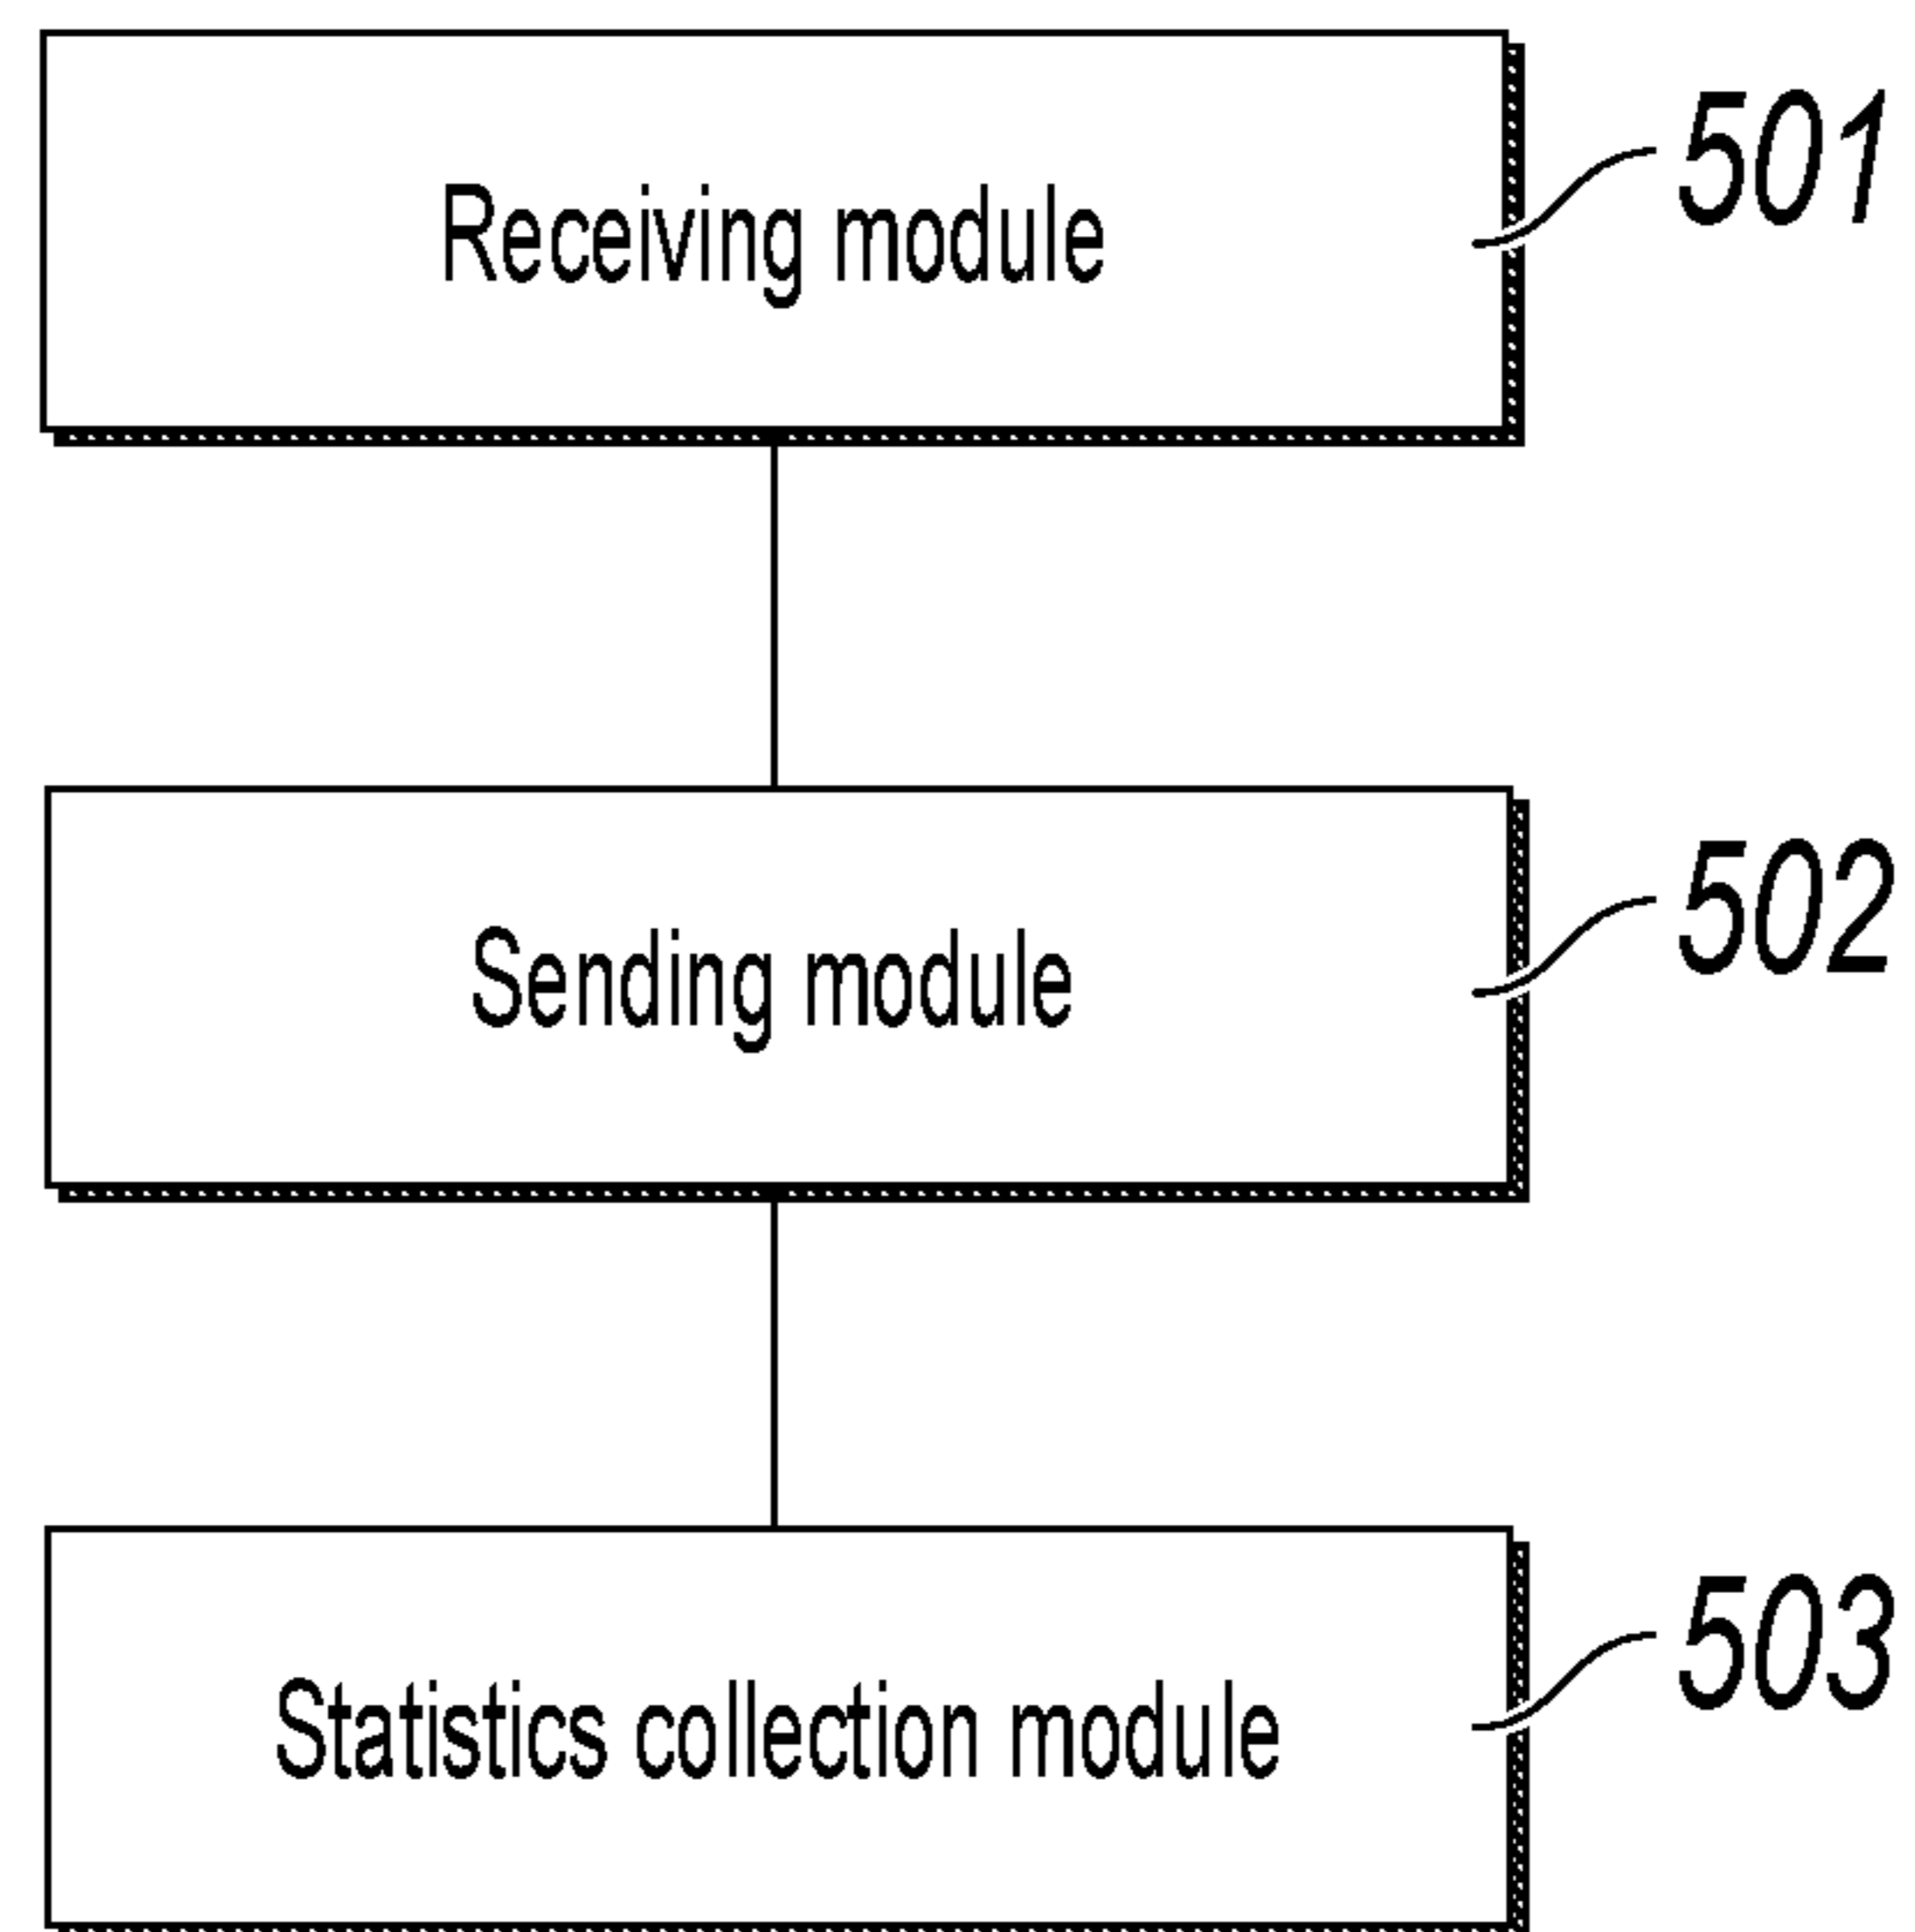 Receiving module
501
Sending module
502
Statistics collection module
503